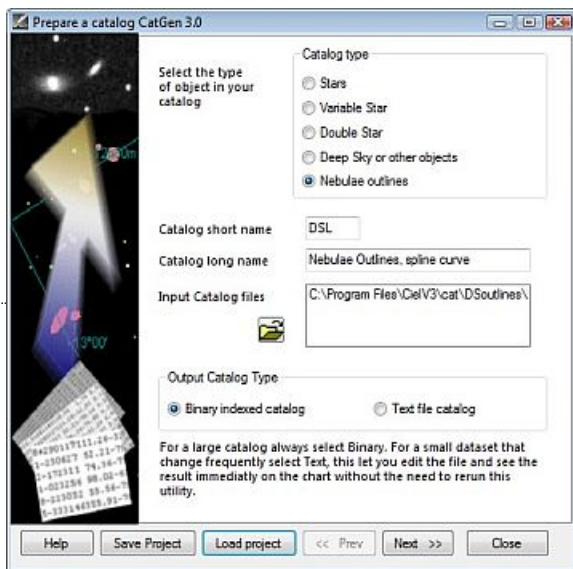 Prepare a catalog CatGen 3.0
Select the type
of object in your
catalog
Catalog type
Stars
Variable Star
Double Star
Deep Sky or other objects
Nebulae outlines
Catalog short name
DSL
Catalog long name
Nebulae Outlines, spline curve
Input Catalog files
C:\Program Files\CielV3\cat\DSoutlines\
13°00'
Output Catalog Type
Binary indexed catalog
Text file catalog
For a large catalog always select Binary. For a small dataset that
change frequently select Text, this let you edit the file and see the
result immediatly on the chart without the need to rerun this
utility.
Help
Save Project
Load project
<< Prev
Next >>
Close